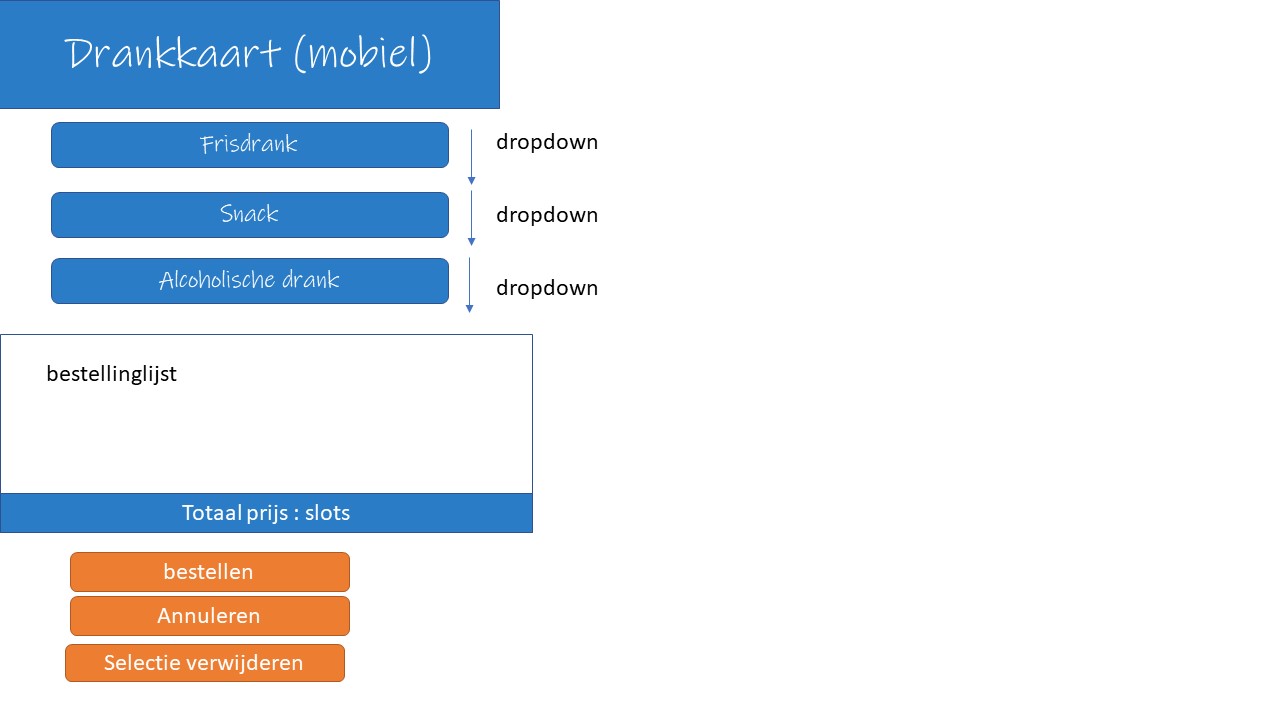 Drankkaart (mobiel)
Frisdrank
dropdown
Snack
dropdown
Alcoholische drank
dropdown
bestellinglijst
Totaal prijs : slots
bestellen
Annuleren
Selectie verwijderen